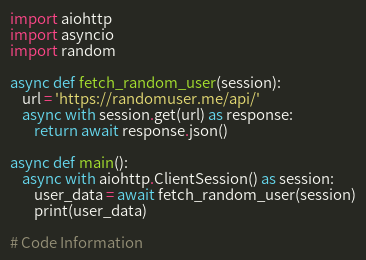 import aiohttp
import asyncio
import random

async def fetch_random_user(session):
    url = 'https://randomuser.me/api/'
    async with session.get(url) as response:
        return await response.json()

async def main():
    async with aiohttp.ClientSession() as session:
        user_data = await fetch_random_user(session)
        print(user_data)

# Code Information